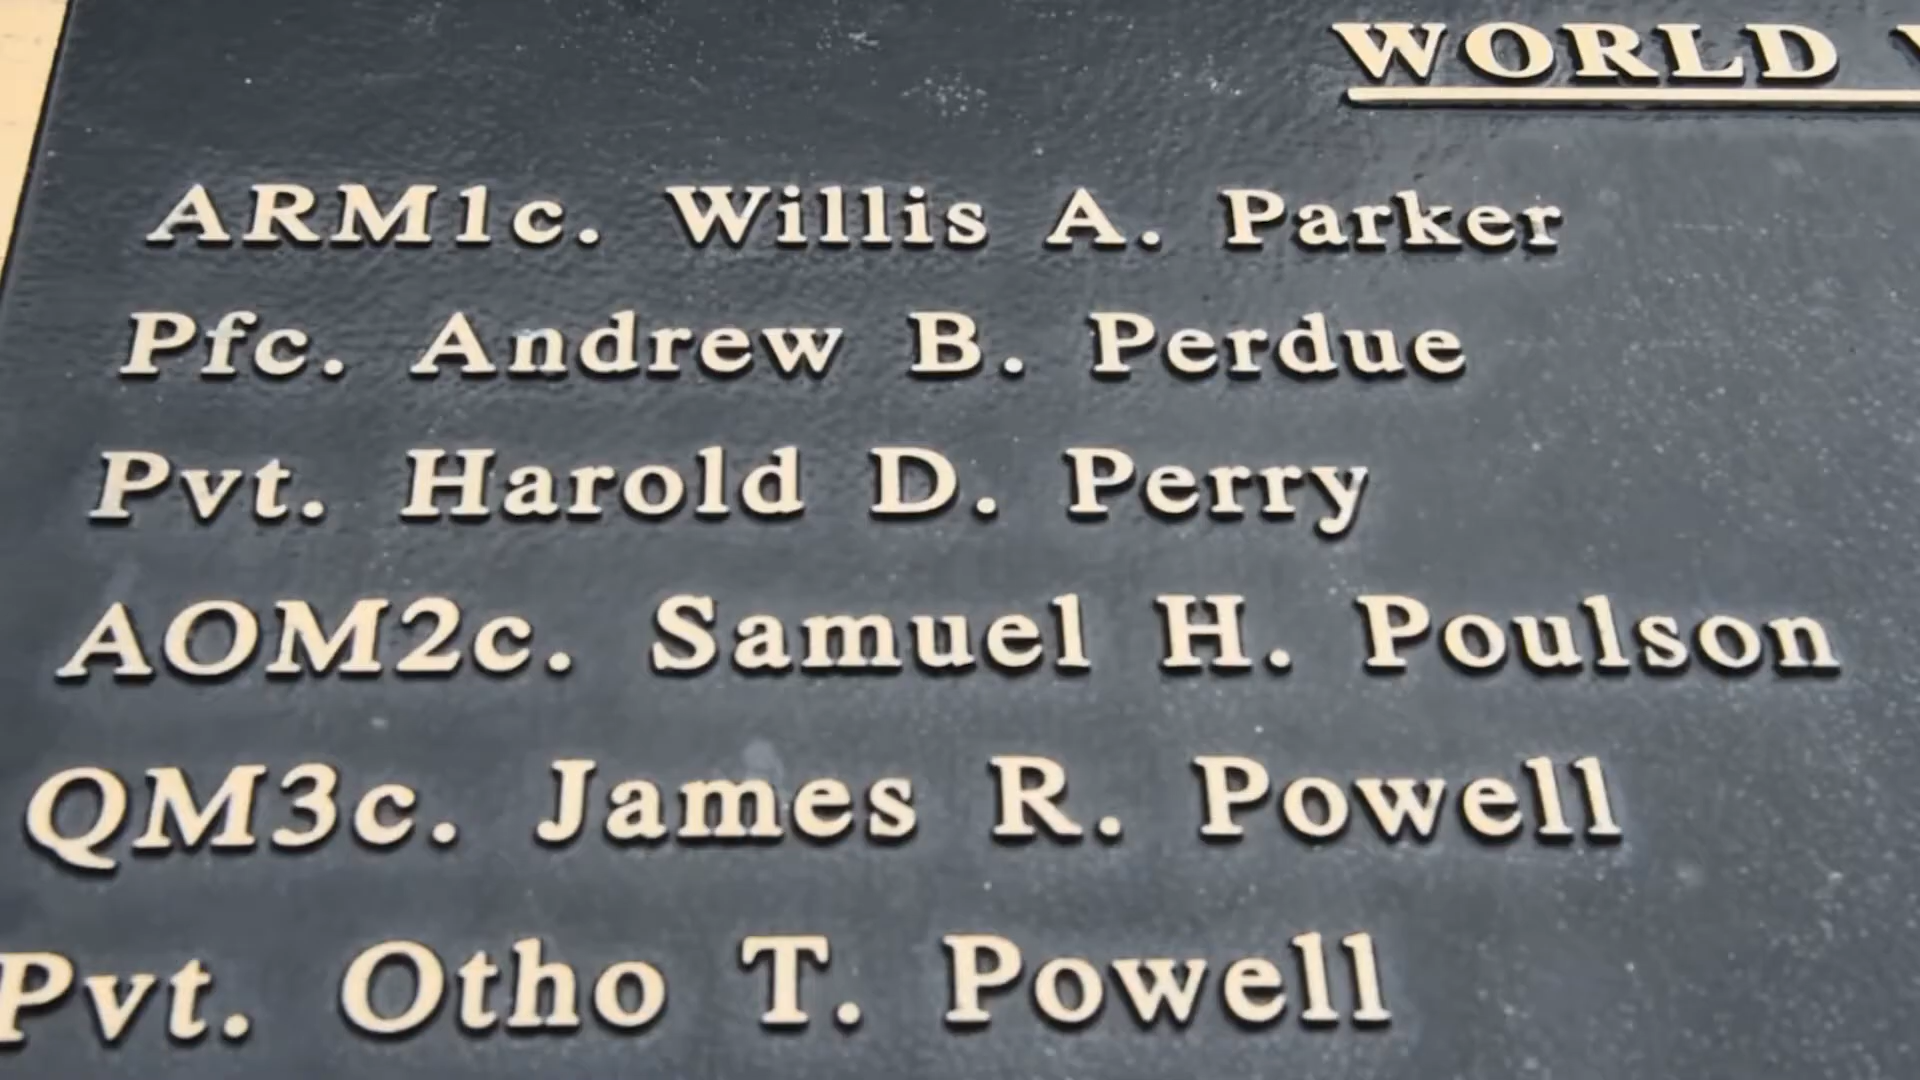 WORLD
ARM1c. Willis A. Parker
Pfc. Andrew B. Perdue
Pvt. Harold D. Perry
AOM2c. Samuel H. Poulson
QM3c. James R. Powell
Pvt. Otho T. Powell